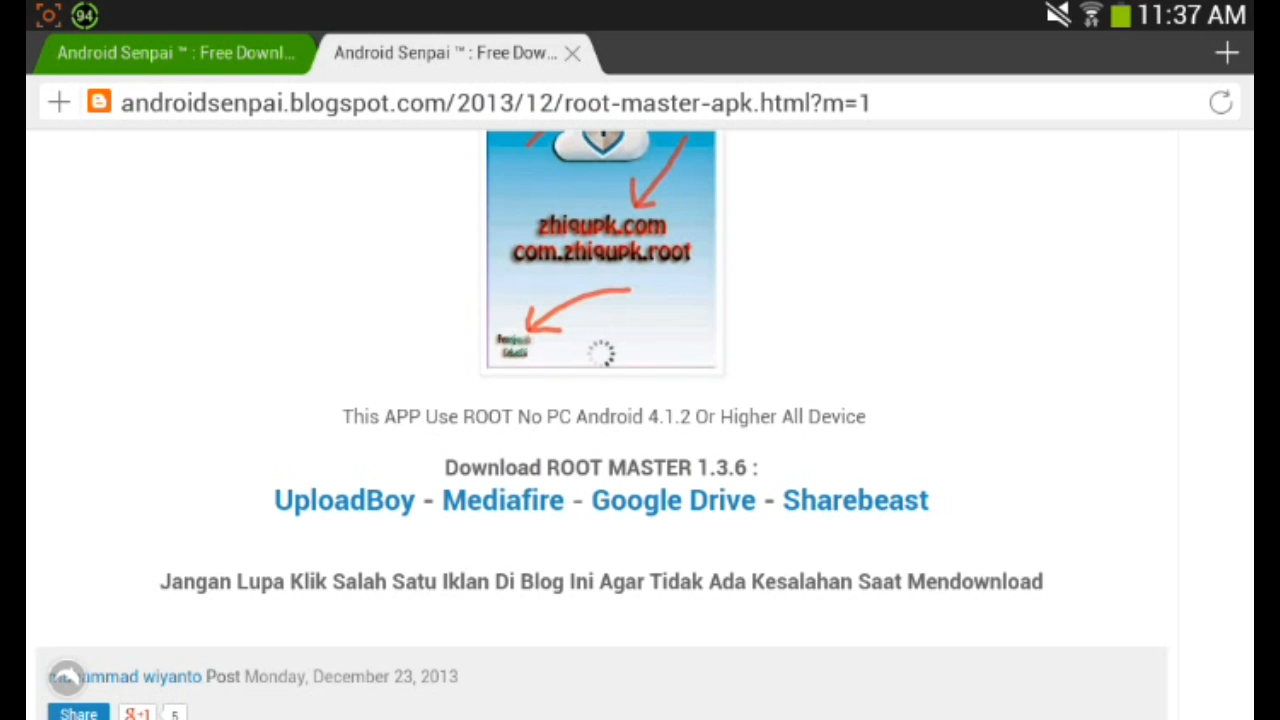 94
11:37 AM
Android Senpai ™ : Free Downl...
Android Senpai ™ : Free Dow...
androidsenpai.blogspot.com/2013/12/root-master-apk.html?m=1
zhiqupk.com
com.zhiqupk.root
This APP Use ROOT No PC Android 4.1.2 Or Higher All Device
Download ROOT MASTER 1.3.6 :
UploadBoy - Mediafire - Google Drive - Sharebeast
Jangan Lupa Klik Salah Satu Iklan Di Blog Ini Agar Tidak Ada Kesalahan Saat Mendownload
wiyanto Post Monday, December 23, 2013
Share
g+1
5